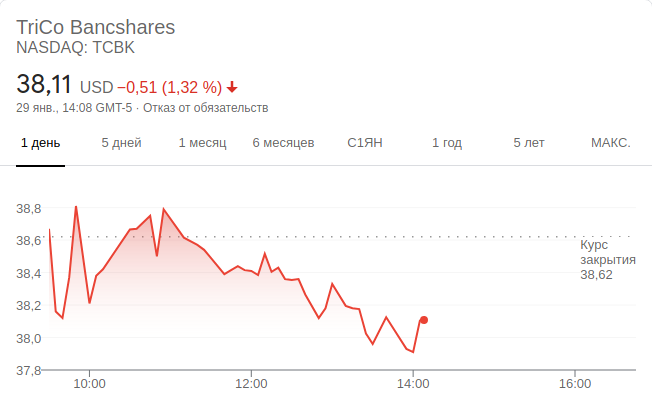 TriCo Bancshares
NASDAQ: TCBK
38,11 USD −0,51 (1,32 %)
29 янв., 14:08 GMT-5 · Отказ от обязательств
1 день 5 дней 1 месяц 6 месяцев С1ЯН 1 год 5 лет МАКС.
38,8
38,6
Курс
закрытия
38,62
38,4
38,2
38,0
37,8
10:00 12:00 14:00 16:00